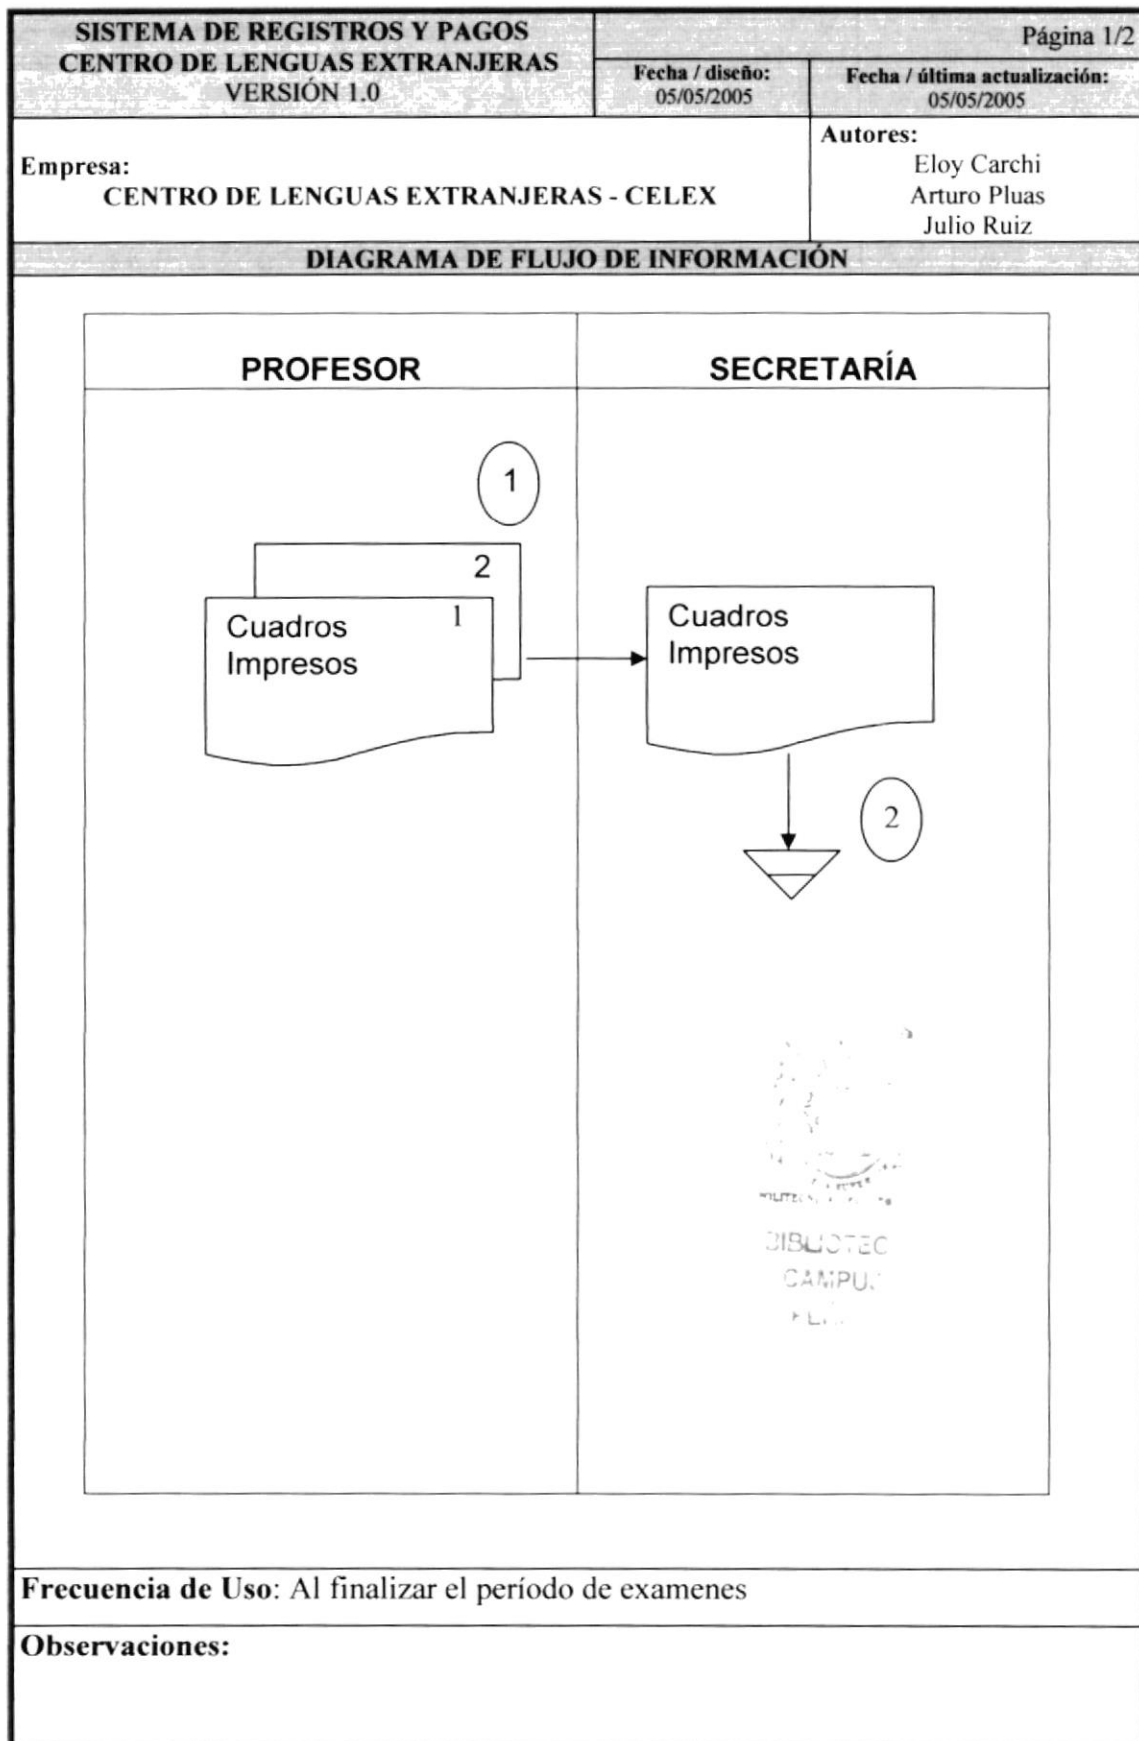 SISTEMA DE REGISTROS Y PAGOS
CENTRO DE LENGUAS EXTRANJERAS
VERSIÓN 1.0
Página 1/2
Fecha / diseño:
05/05/2005
Fecha / última actualización:
05/05/2005
Empresa:
CENTRO DE LENGUAS EXTRANJERAS - CELEX
Autores:
Eloy Carchi
Arturo Pluas
Julio Ruiz
DIAGRAMA DE FLUJO DE INFORMACIÓN
PROFESOR
SECRETARÍA
1
2
1
Cuadros
Impresos
Cuadros
Impresos
2
Frecuencia de Uso: Al finalizar el período de examenes
Observaciones: